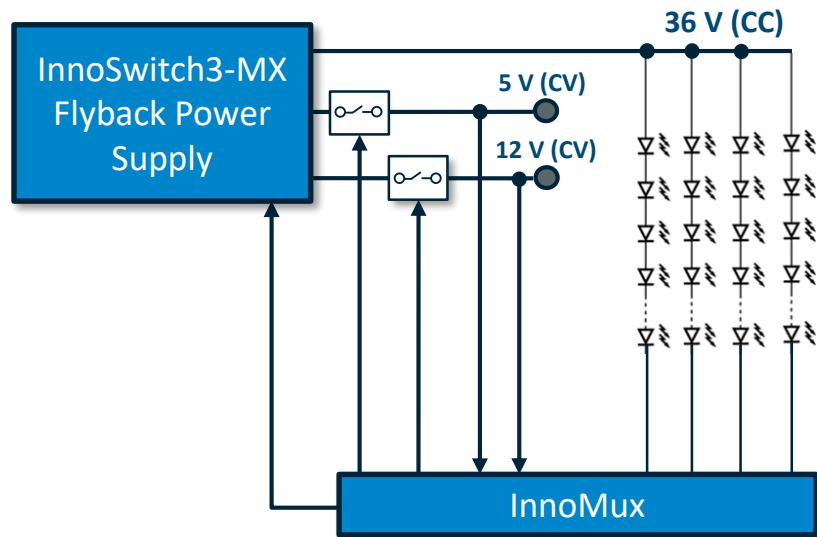 36 V (CC)
InnoSwitch3-MX
Flyback Power
Supply
5 V (CV)
12 V (CV)
InnoMux